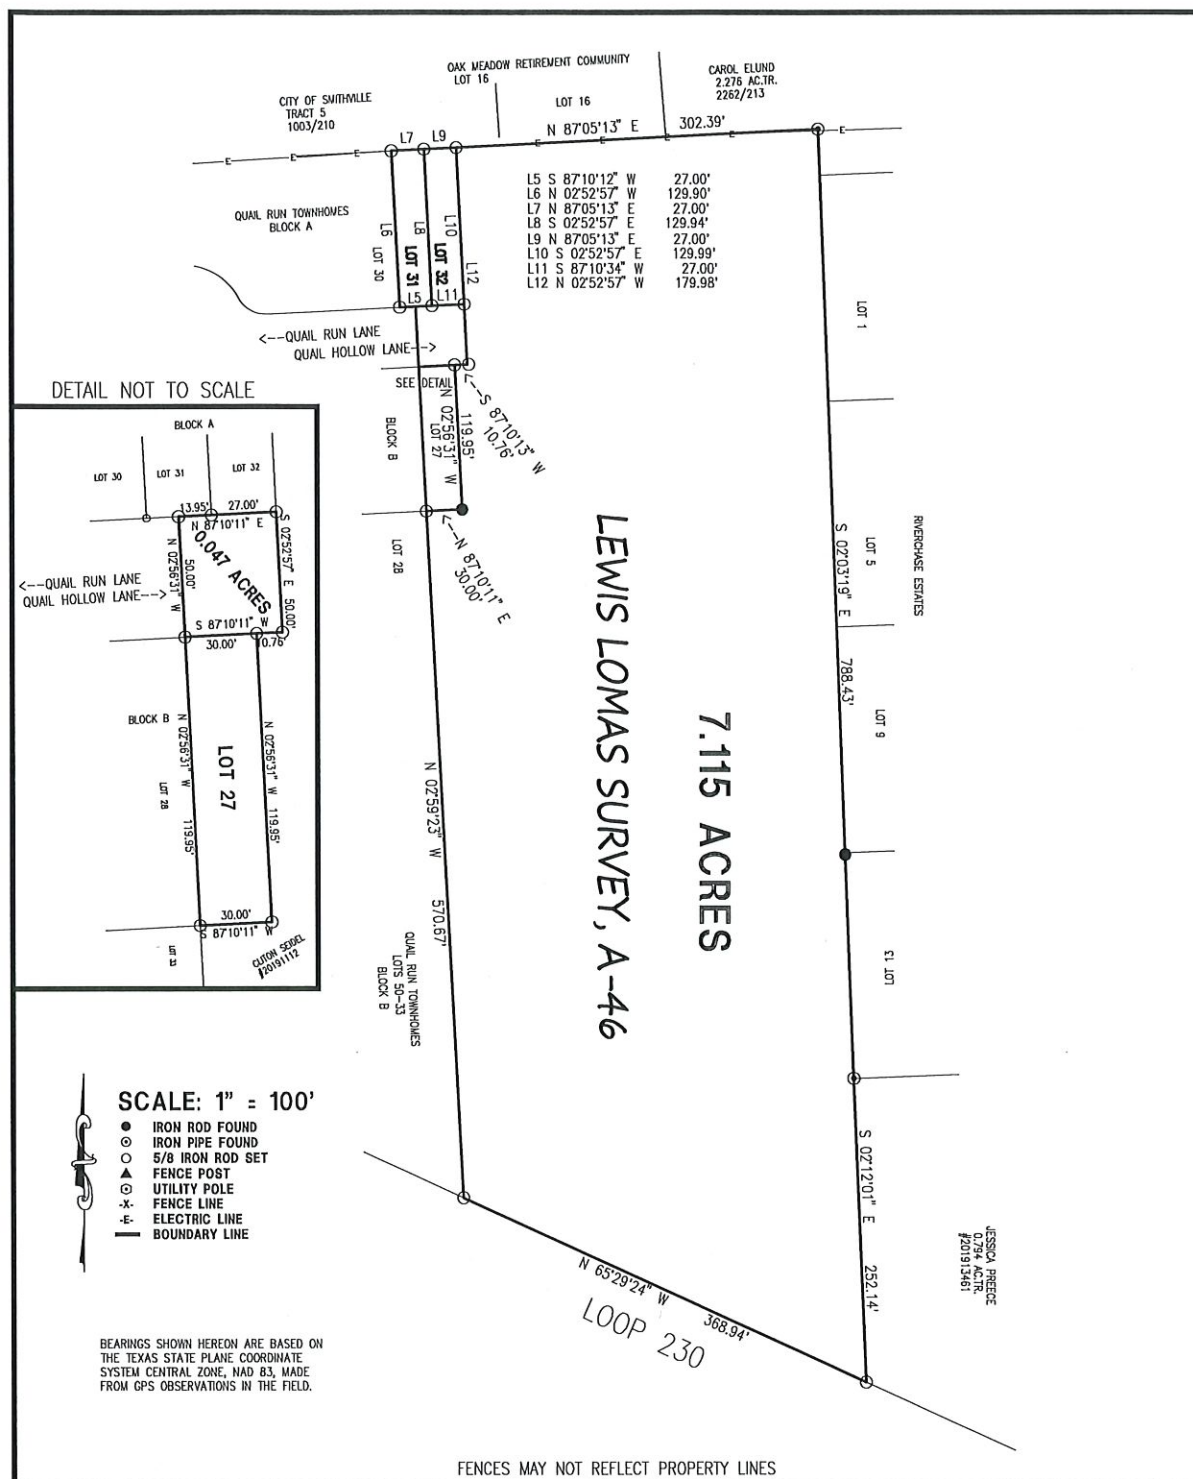 OAK MEADOW RETIREMENT COMMUNITY
LOT 16
CAROL ELUND
2.276 AC.TR.
2262/213
CITY OF SMITHVILLE
TRACT 5
1003/210
LOT 16
N 87°05'13" E 302.39'
L7 L9
L5 S 87°10'12" W 27.00'
L6 N 02°52'57" W 129.90'
L7 N 87°05'13" E 27.00'
L8 S 02°52'57" E 129.94'
L9 N 87°05'13" E 27.00'
L10 S 02°52'57" E 129.99'
L11 S 87°10'34" W 27.00'
L12 N 02°52'57" W 179.98'
QUAIL RUN TOWNHOMES
BLOCK A
L6
L8
L10
L12
LOT 30
LOT 31
LOT 32
L5 L11
<--QUAIL RUN LANE
QUAIL HOLLOW LANE-->
SEE DETAIL
BLOCK B
N 02°56'31" W
119.95'
LOT 27
<---S 87°10'13" W
10.76'
<---N 87°10'11" E
30.00'
LOT 28
LOT 1
LOT 5
LOT 9
LOT 13
RIVERCHASE ESTATES
S 02°03'19" E 788.43'
LEWIS LOMAS SURVEY, A-46
7.115 ACRES
N 02°59'23" W 570.67'
QUAIL RUN TOWNHOMES
LOTS 50-33
BLOCK B
S 02°12'01" E 252.14'
JESSICA PREECE
0.794 AC.TR.
#201913461
N 65°29'24" W 368.94'
LOOP 230
DETAIL NOT TO SCALE
BLOCK A
LOT 30
LOT 31
LOT 32
13.95' 27.00'
N 87°10'11" E
N 02°56'31" W
50.00'
0.047 ACRES
S 02°52'57" E 50.00'
<--QUAIL RUN LANE
QUAIL HOLLOW LANE-->
S 87°10'11" W
30.00' 10.76'
BLOCK B
LOT 28
N 02°56'31" W 119.95'
LOT 27
N 02°56'31" W 119.95'
30.00'
S 87°10'11" W
SEIDEL
#20191112
SCALE: 1" = 100'
IRON ROD FOUND
IRON PIPE FOUND
5/8 IRON ROD SET
FENCE POST
UTILITY POLE
-X- FENCE LINE
-E- ELECTRIC LINE
BOUNDARY LINE
BEARINGS SHOWN HEREON ARE BASED ON
THE TEXAS STATE PLANE COORDINATE
SYSTEM CENTRAL ZONE, NAD 83, MADE
FROM GPS OBSERVATIONS IN THE FIELD.
FENCES MAY NOT REFLECT PROPERTY LINES